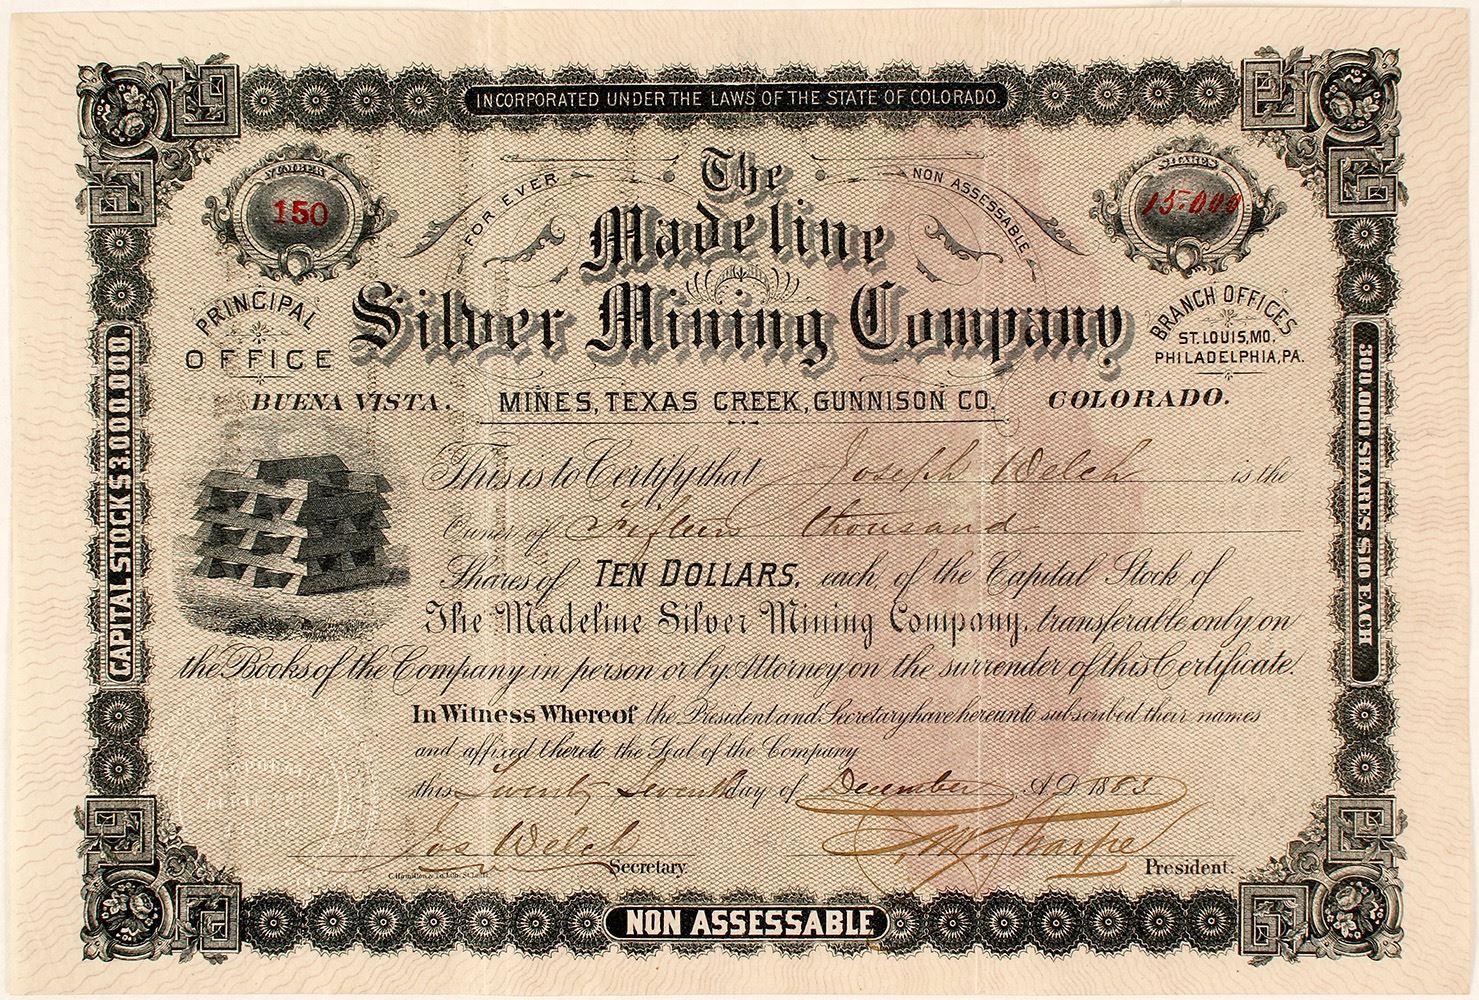 INCORPORATED UNDER THE LAWS OF THE STATE OF COLORADO.
NUMBER
150
SHARES
15-000
FOR EVER
NON ASSESSABLE
The
Madeline
Silver Mining Company
PRINCIPAL
OFFICE
BRANCH OFFICES
ST. LOUIS, MO.
PHILADELPHIA, PA.
BUENA VISTA. MINES, TEXAS CREEK, GUNNISON CO. COLORADO.
CAPITAL STOCK $3.000.000.
300.000 SHARES $10 EACH
This is to Certify that Joseph Welch is the
Owner of Fifteen thousand
Shares of TEN DOLLARS, each, of the Capital Stock of
The Madeline Silver Mining Company, transferable only on
the Books of the Company in person or by Attorney on the surrender of this Certificate.
In Witness Whereof the President and Secretary have hereunto subscribed their names
and affixed thereto the Seal of the Company
this Twenty Seventh day of December A.D. 1883
Jos Welch Secretary. Sharpe President.
NON ASSESSABLE